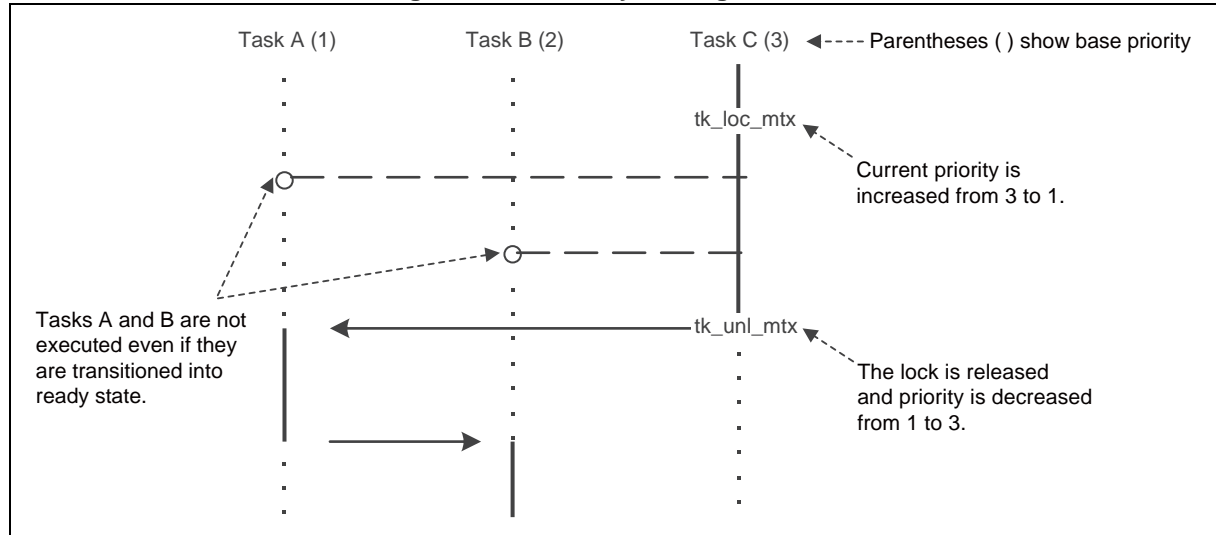 Task A (1)
Task B (2)
Task C (3)
Parentheses ( ) show base priority
tk_loc_mtx
Current priority is
increased from 3 to 1.
Tasks A and B are not
executed even if they
are transitioned into
ready state.
tk_unl_mtx
The lock is released
and priority is decreased
from 1 to 3.